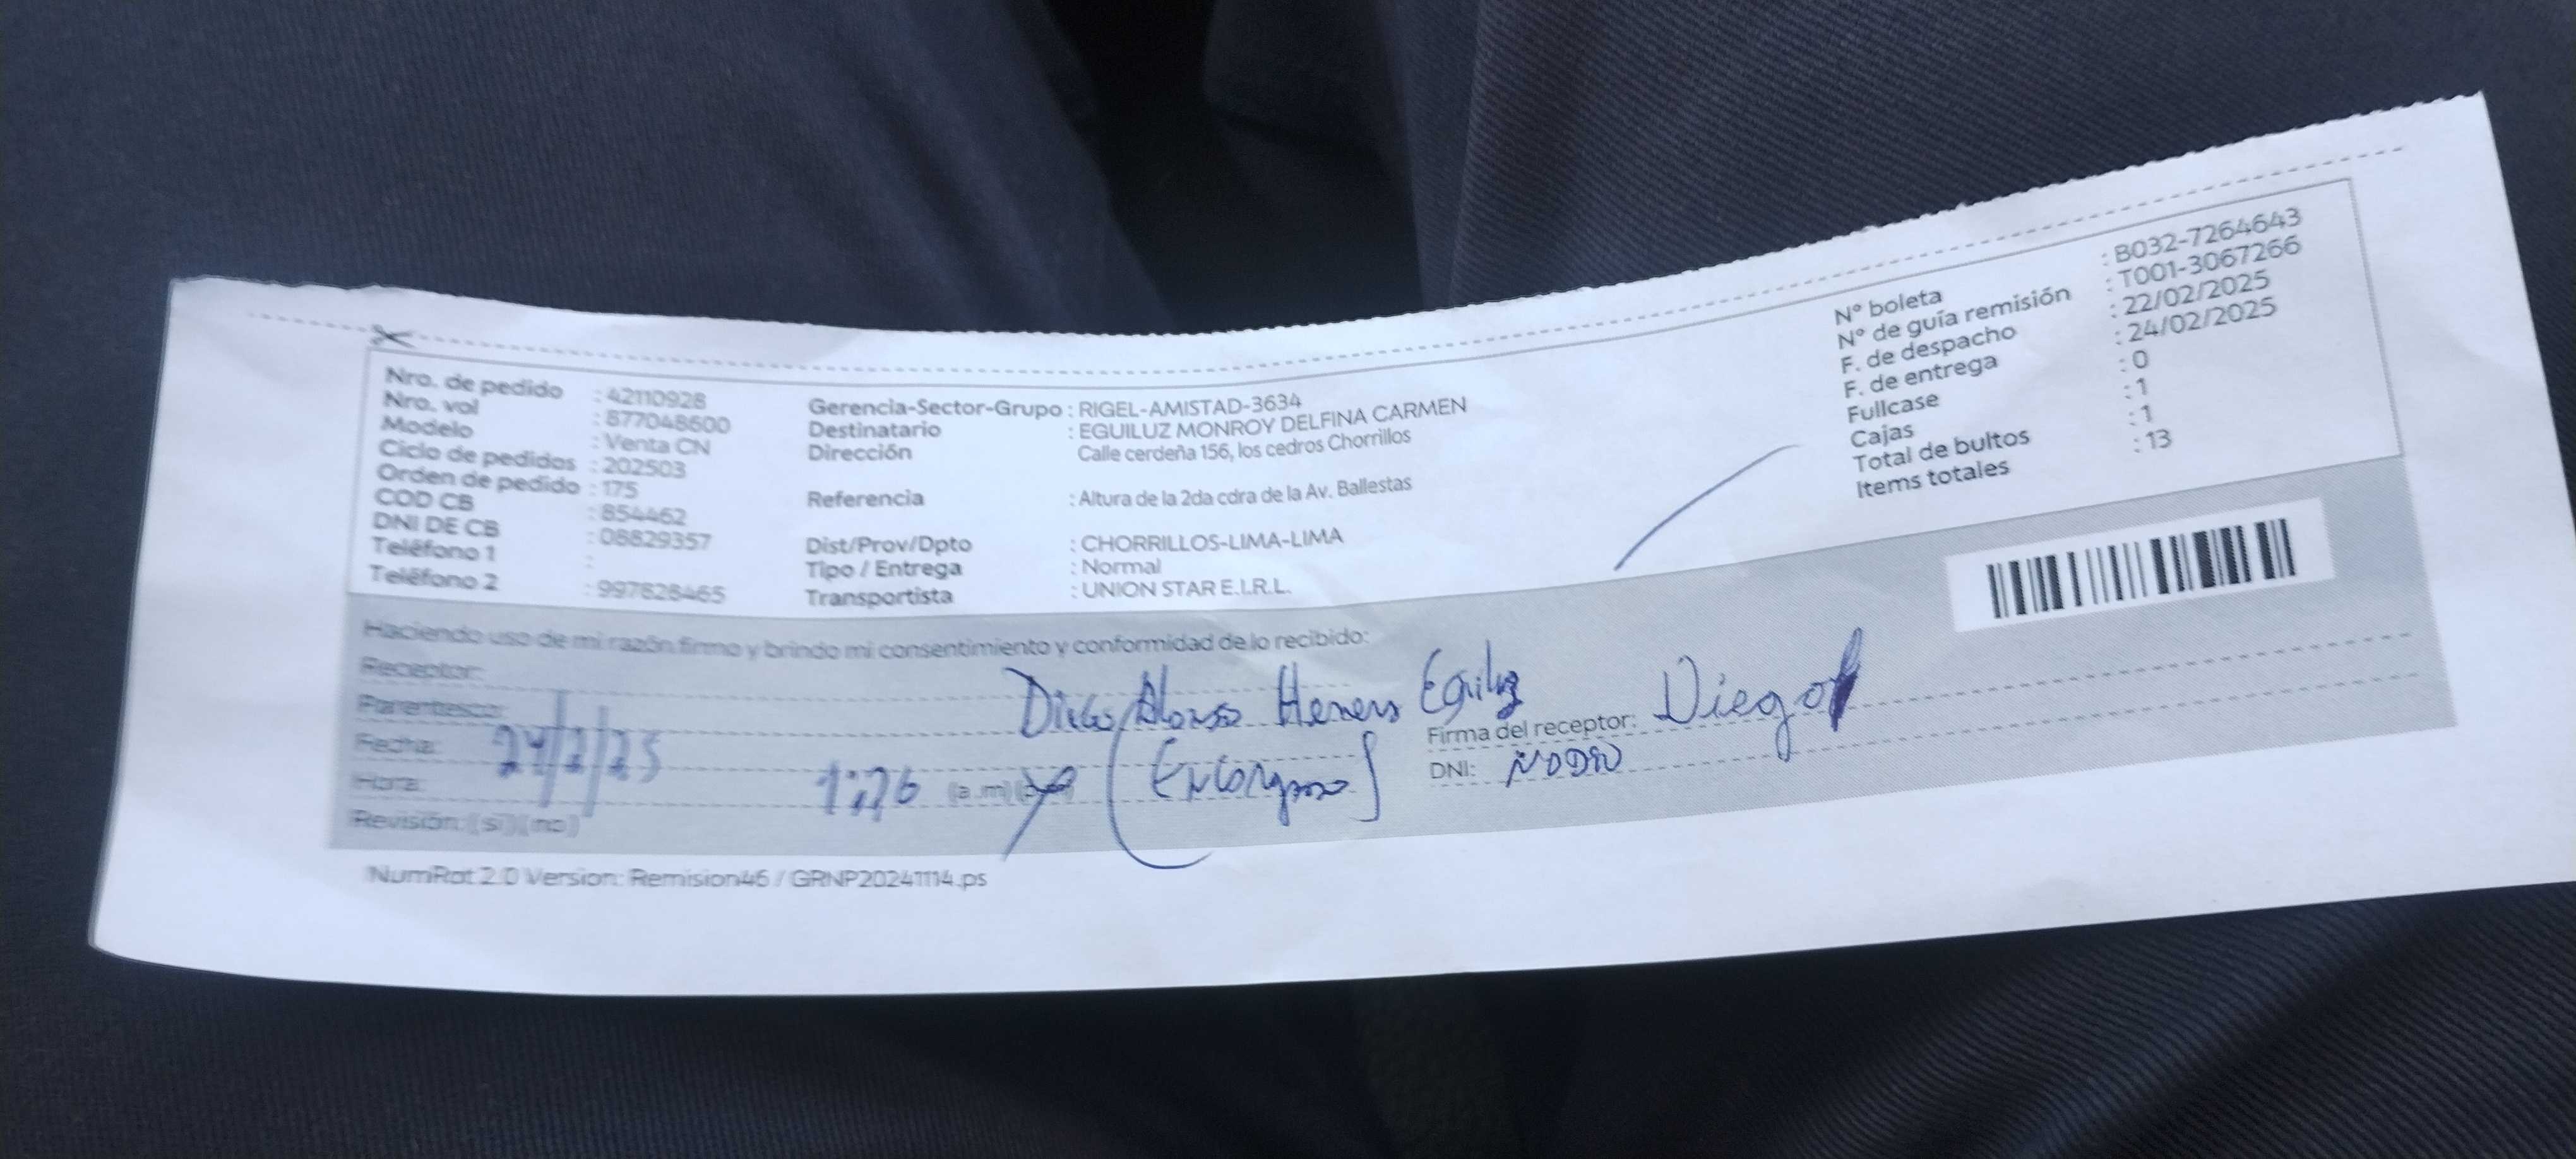 Nro. de pedido : 42110928
Nro. vol : 877048600
Modelo : Venta CN
Ciclo de pedidos : 202503
Orden de pedido : 175
COD CB : 854462
DNI DE CB : 08829357
Teléfono 1 :
Teléfono 2 : 997828465
Gerencia-Sector-Grupo : RIGEL-AMISTAD-3634
Destinatario : EGUILUZ MONROY DELFINA CARMEN
Dirección Calle cerdeña 156, los cedros Chorrillos
Referencia : Altura de la 2da cdra de la Av. Ballestas
Dist/Prov/Dpto : CHORRILLOS-LIMA-LIMA
Tipo / Entrega : Normal
Transportista : UNION STAR E.I.R.L.
N° boleta : B032-7264643
N° de guía remisión : T001-3067266
F. de despacho : 22/02/2025
F. de entrega : 24/02/2025
Fullcase : 0
Cajas : 1
Total de bultos : 1
Items totales : 13
Haciendo uso de mi razón firmo y brindo mi consentimiento y conformidad de lo recibido:
Receptor: Diego Alonso Eguiluz
Parentesco:
Fecha: 24/2/25
Hora: (a.m)
Revisión: (si) (no)
Firma del receptor: Diego
DNI:
NumRot 2.0 Version: Remision46 / GRNP20241114.ps